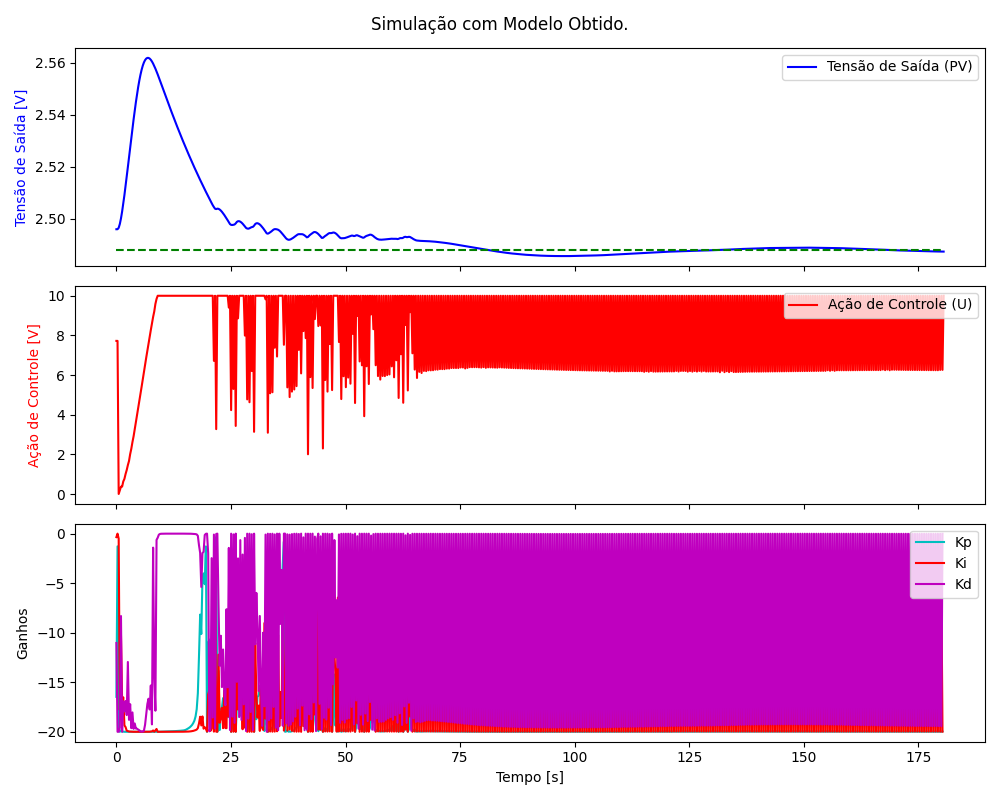 Simulação com Modelo Obtido.
Tensão de Saída [V]
2.56
2.54
2.52
2.50
Tensão de Saída (PV)
Ação de Controle [V]
10
8
6
4
2
0
Ação de Controle (U)
Ganhos
0
−5
−10
−15
−20
Kp
Ki
Kd
0 25 50 75 100 125 150 175
Tempo [s]